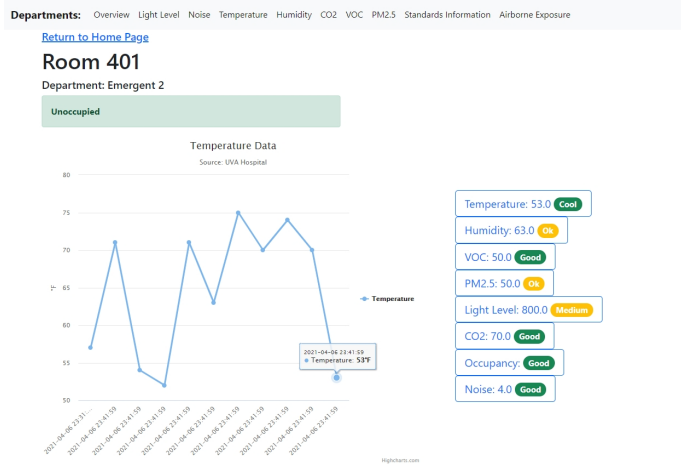 Departments: Overview Light Level Noise Temperature Humidity CO2 VOC PM2.5 Standards Information Airborne Exposure
Return to Home Page
Room 401
Department: Emergent 2
Unoccupied
Temperature Data
Source: UVA Hospital
80
75
70
65
60
55
50
°F
Temperature
2021-04-06 23:41:59
Temperature: 53°F
2021-04-06 23:31:...
2021-04-06 23:41:59
2021-04-06 23:41:59
2021-04-06 23:41:59
2021-04-06 23:41:59
2021-04-06 23:41:59
2021-04-06 23:41:59
2021-04-06 23:41:59
2021-04-06 23:41:59
2021-04-06 23:41:59
2021-04-06 23:41:59
Highcharts.com
Temperature: 53.0 Cool
Humidity: 63.0 Ok
VOC: 50.0 Good
PM2.5: 50.0 Ok
Light Level: 800.0 Medium
CO2: 70.0 Good
Occupancy: Good
Noise: 4.0 Good